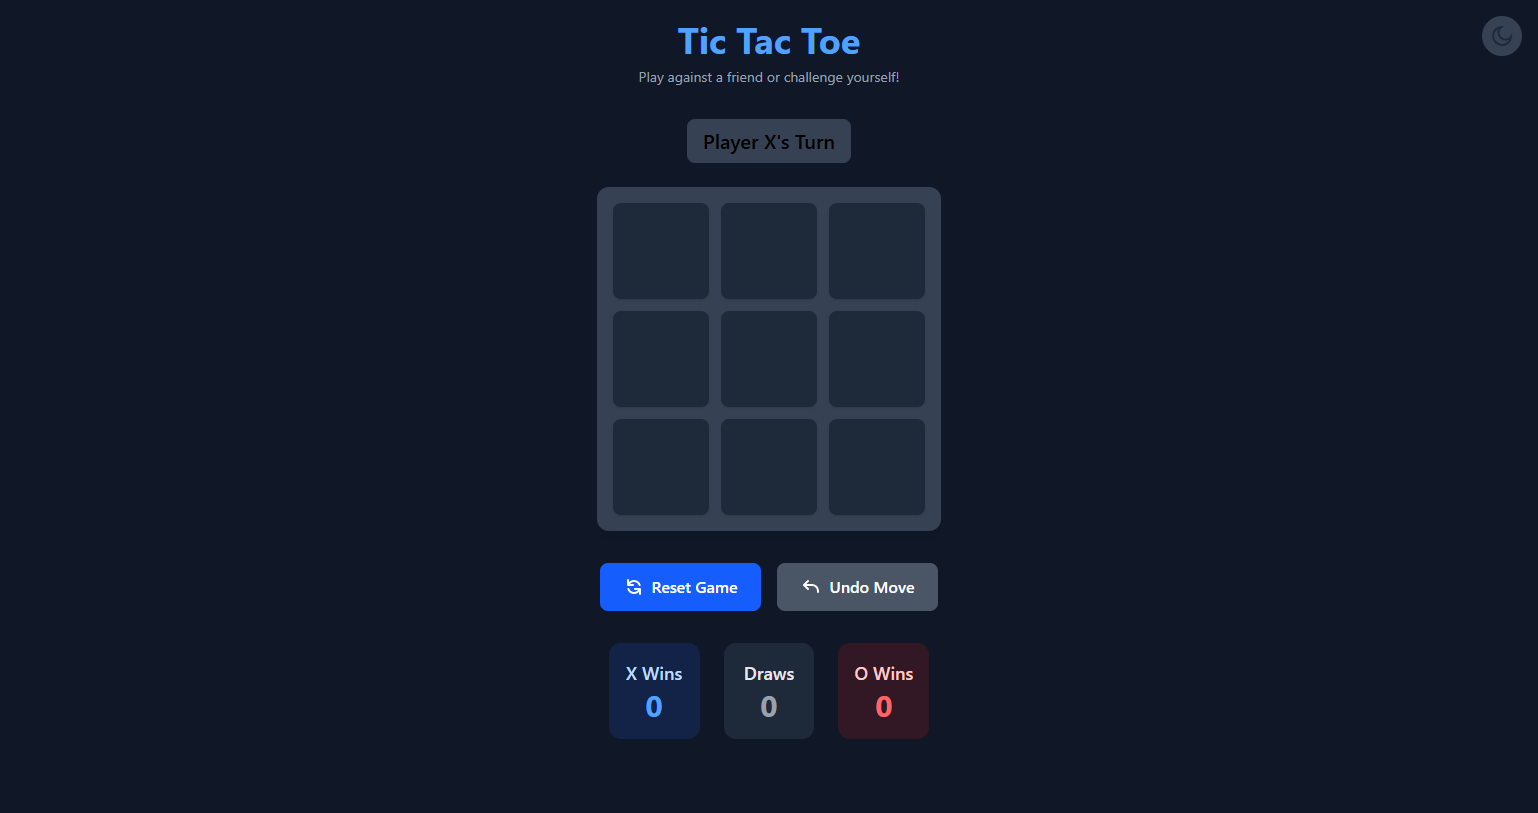 Tic Tac Toe
Play against a friend or challenge yourself!
Player X's Turn
Reset Game
Undo Move
X Wins
0
Draws
0
O Wins
0